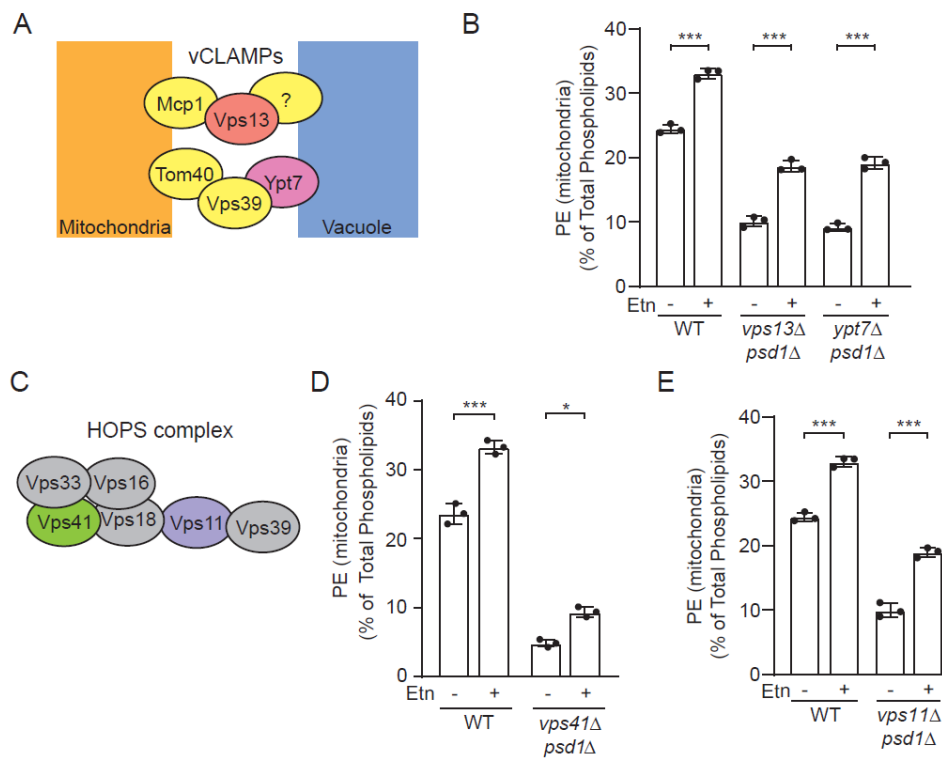 A
vCLAMPs
Mcp1
?
Vps13
Tom40
Ypt7
Vps39
Mitochondria
Vacuole
B
PE (mitochondria)
(% of Total Phospholipids)
40
30
20
10
0
*** *** ***
Etn - + - + - +
WT vps13Δ ypt7Δ
psd1Δ psd1Δ
C
HOPS complex
Vps33 Vps16
Vps41 Vps18 Vps11 Vps39
D
PE (mitochondria)
(% of Total Phospholipids)
40
30
20
10
0
*** *
Etn - + - +
WT vps41Δ
psd1Δ
E
PE (mitochondria)
(% of Total Phospholipids)
40
30
20
10
0
*** ***
Etn - + - +
WT vps11Δ
psd1Δ